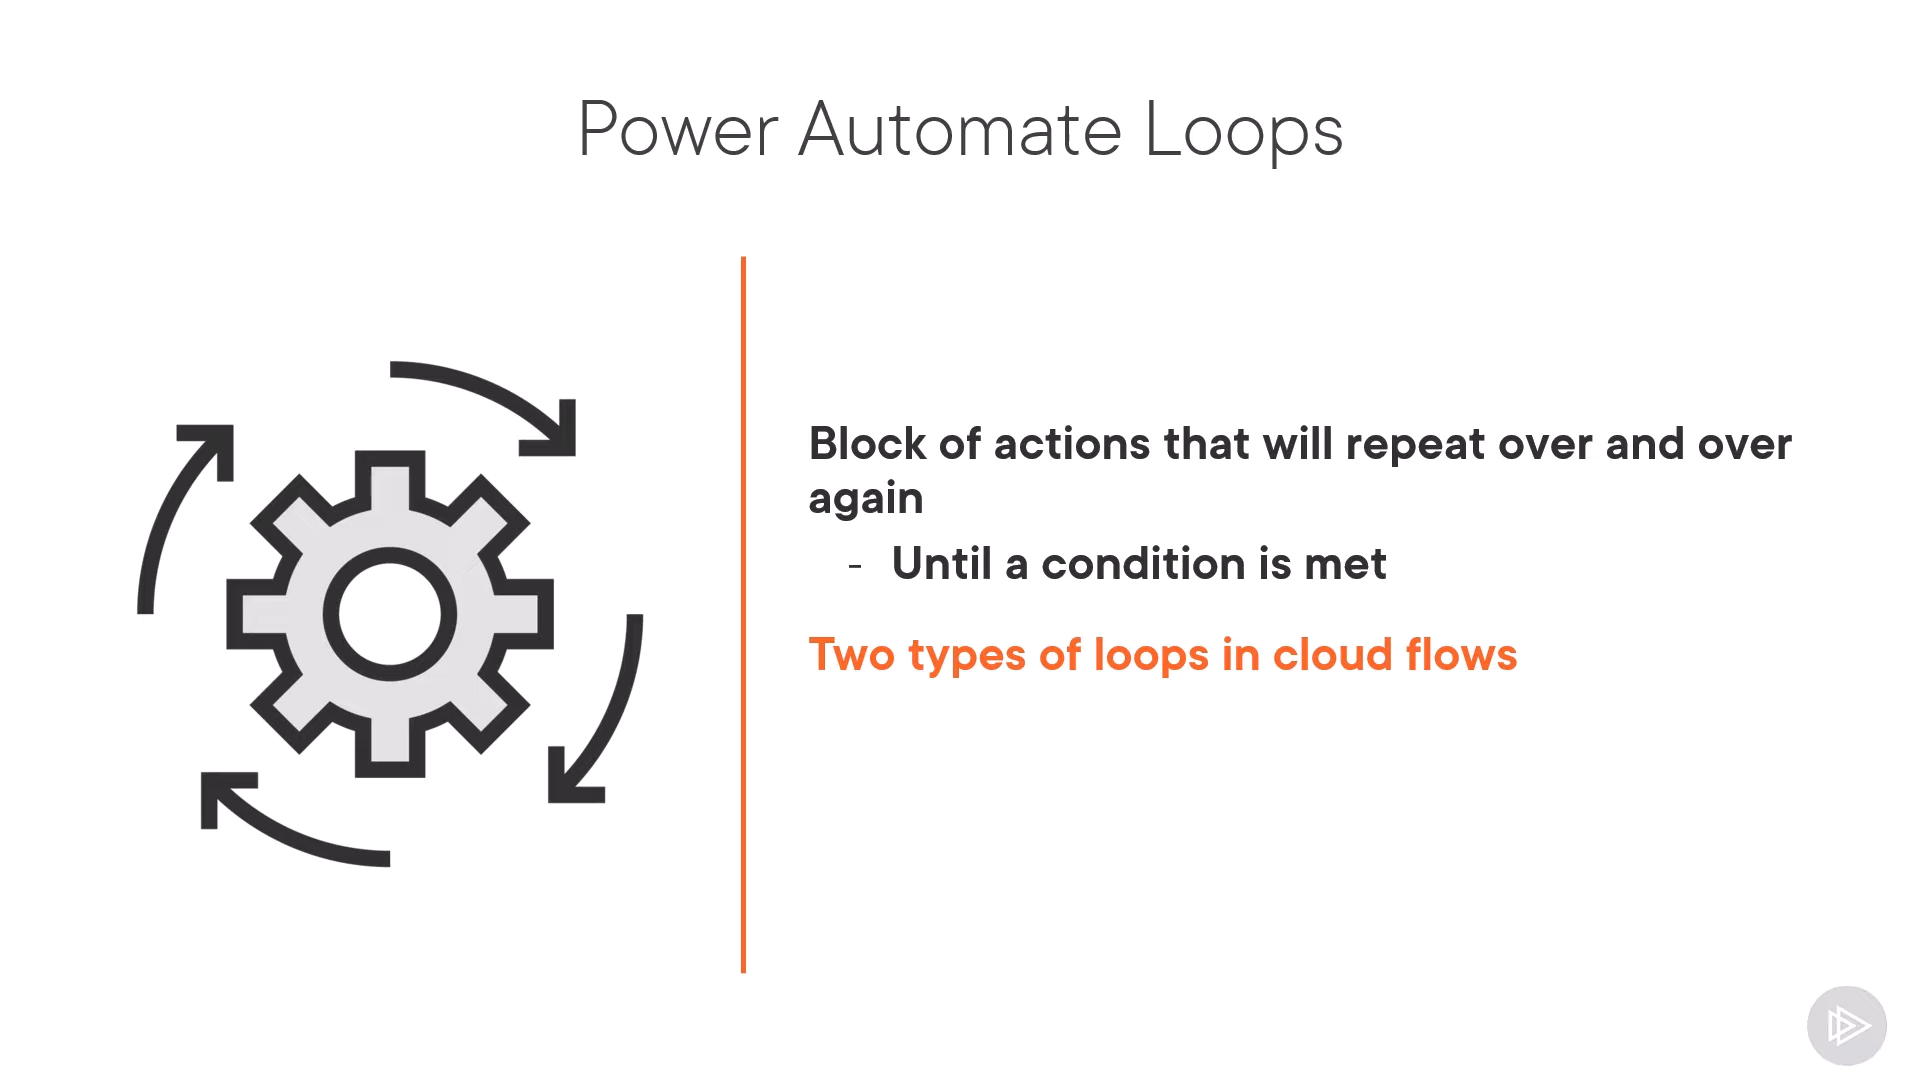 Power Automate Loops
Block of actions that will repeat over and over
again
- Until a condition is met
Two types of loops in cloud flows